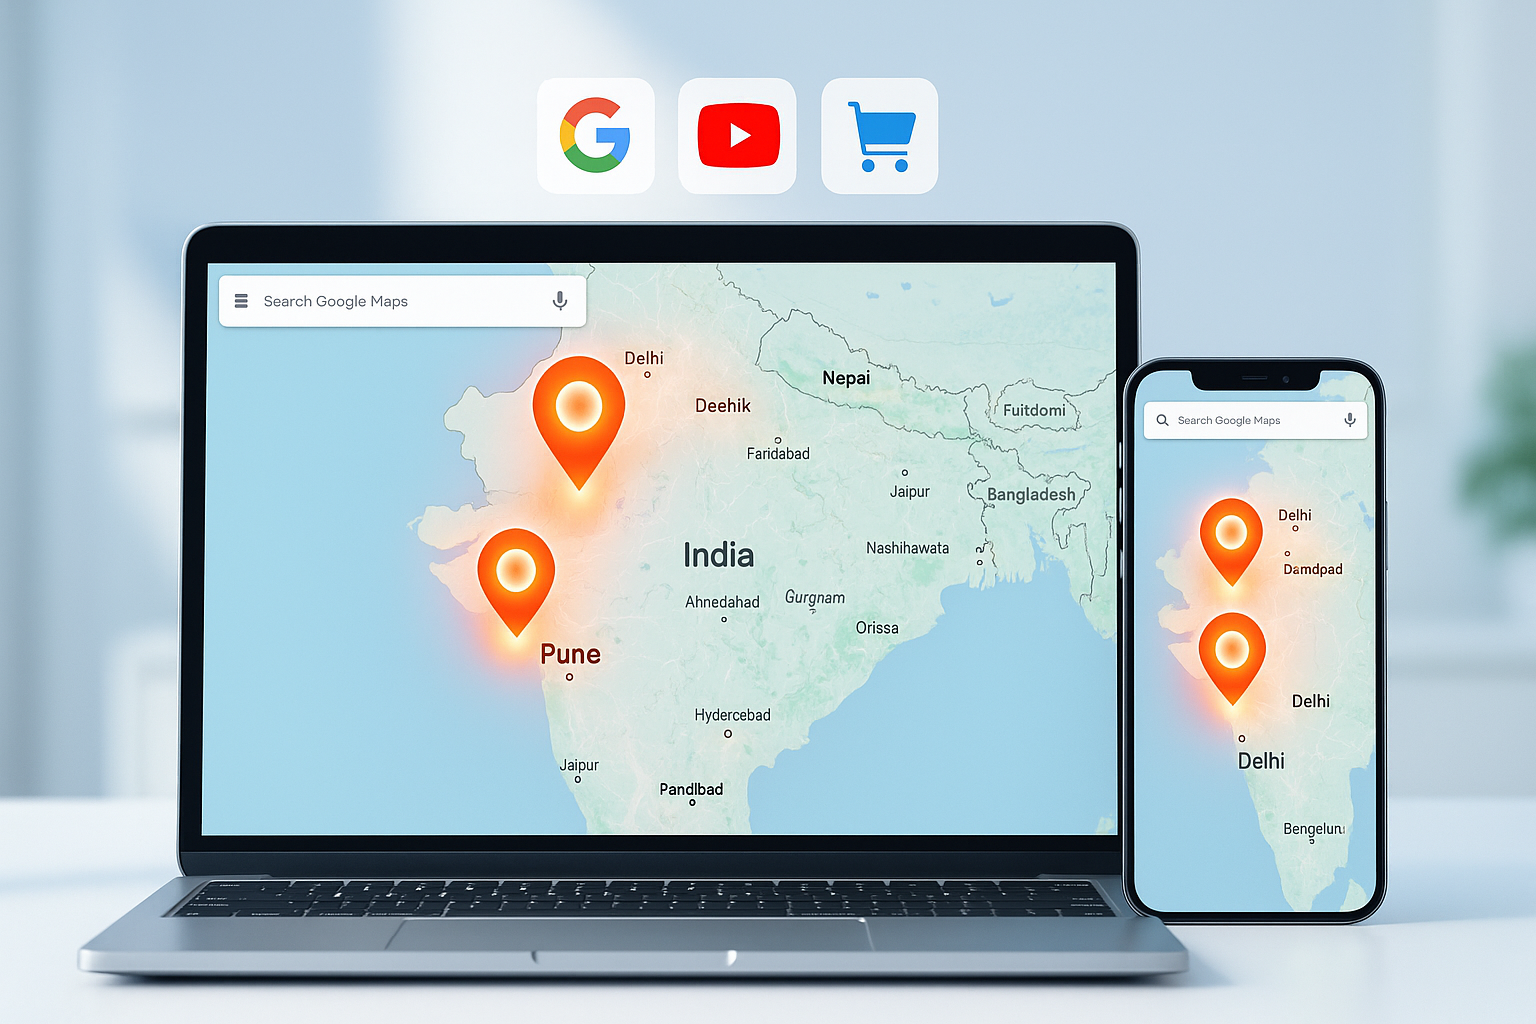 Search Google Maps
Delhi
Deehik
Nepai
Fuitdomi
Faridabad
Jaipur
Bangladesh
India
Nashihawata
Ahnedahad
Gurgnam
Orissa
Pune
Hydercebad
Jaipur
Pandlbad
Search Google Maps
Delhi
Damdpad
Delhi
Delhi
Bengelun